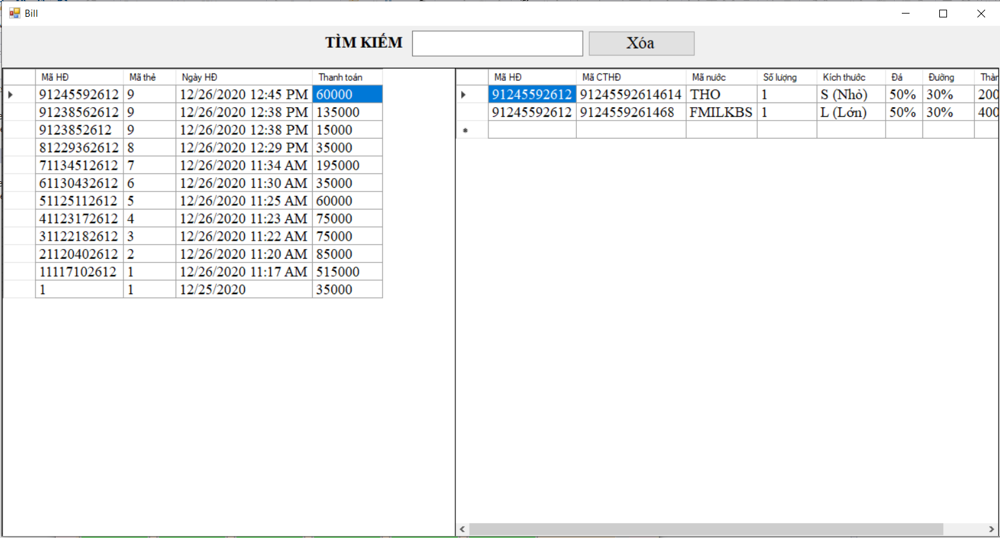 Bill
TÌM KIẾM Xóa
Mã HĐ Mã thẻ Ngày HĐ Thanh toán
91245592612 9 12/26/2020 12:45 PM 60000
91238562612 9 12/26/2020 12:38 PM 135000
9123852612 9 12/26/2020 12:38 PM 15000
81229362612 8 12/26/2020 12:29 PM 35000
71134512612 7 12/26/2020 11:34 AM 195000
61130432612 6 12/26/2020 11:30 AM 35000
51125112612 5 12/26/2020 11:25 AM 60000
41123172612 4 12/26/2020 11:23 AM 75000
31122182612 3 12/26/2020 11:22 AM 75000
21120402612 2 12/26/2020 11:20 AM 85000
11117102612 1 12/26/2020 11:17 AM 515000
1 1 12/25/2020 35000
Mã HĐ Mã CTHĐ Mã nước Số lượng Kích thước Đá Đường Thàn
91245592612 91245592614614 THO 1 S (Nhỏ) 50% 30% 200
91245592612 9124559261468 FMILKBS 1 L (Lớn) 50% 30% 400